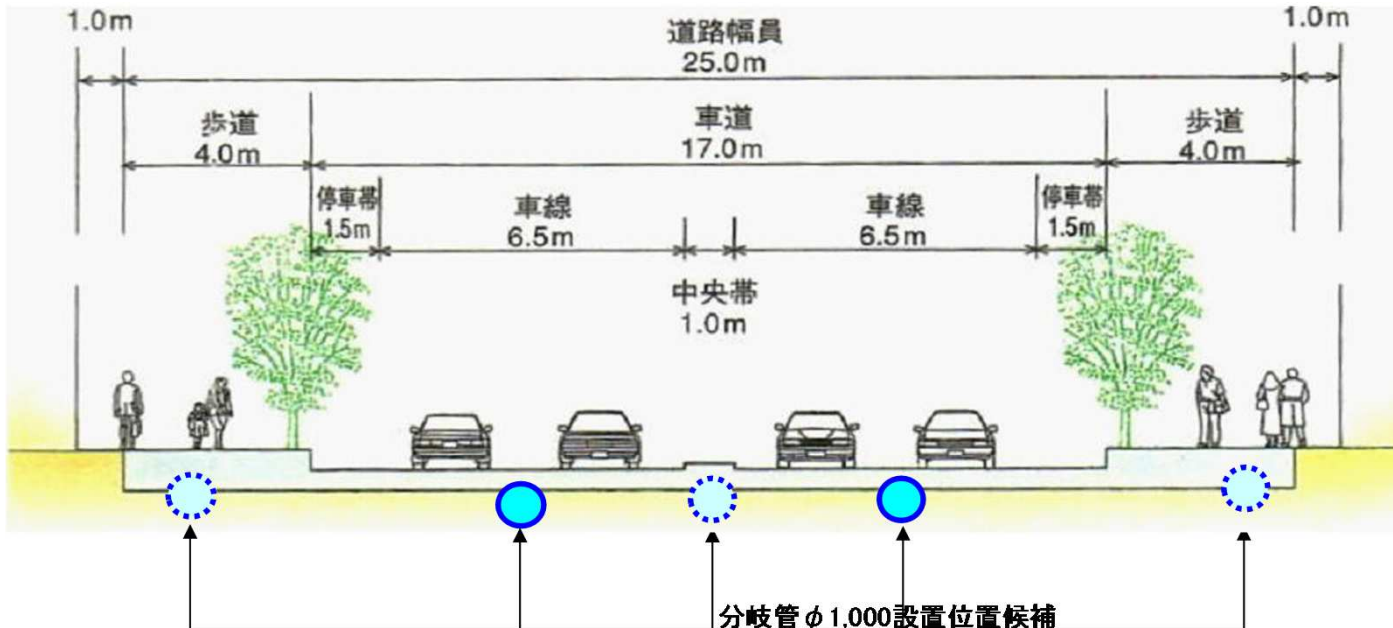 1.0m
1.0m
道路幅員
25.0m
歩道
4.0m
車道
17.0m
歩道
4.0m
停車帯
1.5m
車線
6.5m
車線
6.5m
停車帯
1.5m
中央帯
1.0m
分岐管φ1,000設置位置候補